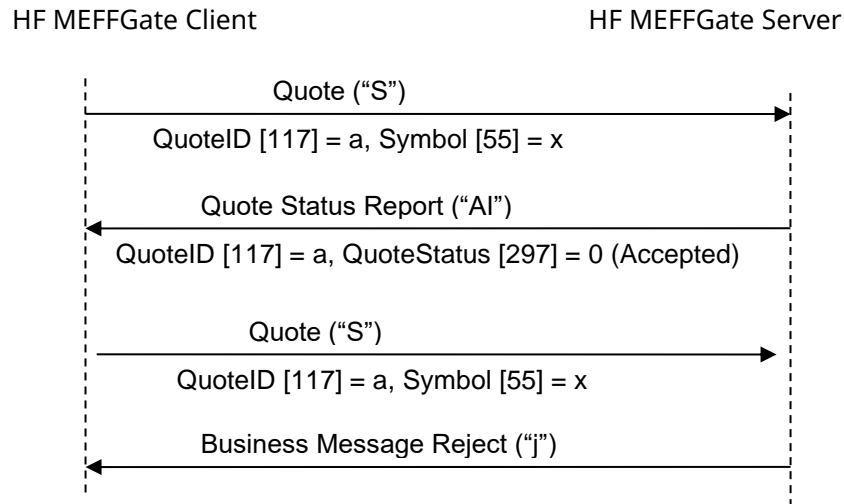 HF MEFFGate Client HF MEFFGate Server
Quote (“S”)
QuoteID [117] = a, Symbol [55] = x
Quote Status Report (“AI”)
QuoteID [117] = a, QuoteStatus [297] = 0 (Accepted)
Quote (“S”)
QuoteID [117] = a, Symbol [55] = x
Business Message Reject (“j”)